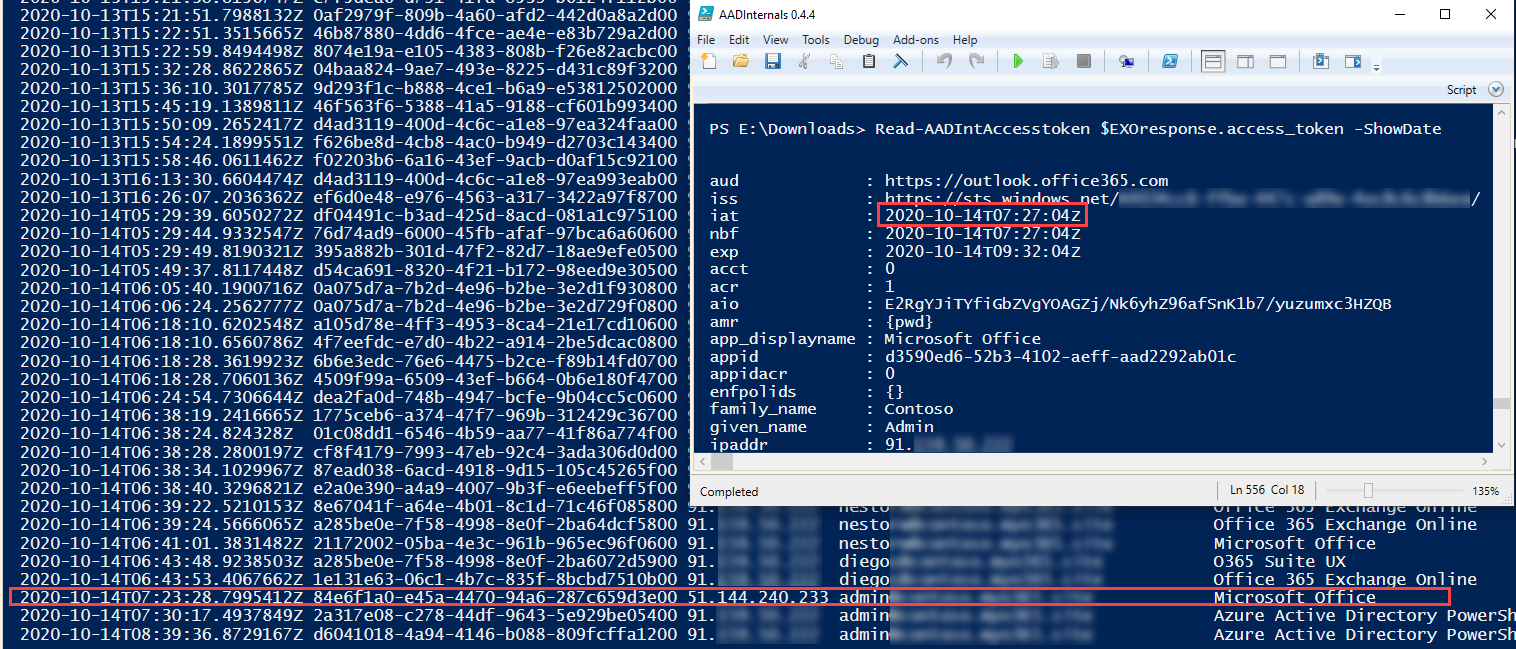 2020-10-13T15:21:51.7988132Z 0af2979f-809b-4a60-afd2-442d0a8a2d00
2020-10-13T15:22:51.3515665Z 46b87880-4dd6-4fce-ae4e-e83b729a2d00
2020-10-13T15:22:59.8494498Z 8074e19a-e105-4383-808b-f26e82acbc00
2020-10-13T15:32:28.8622865Z 04baa824-9ae7-493e-8225-d431c89f3200
2020-10-13T15:36:10.3017785Z 9d293f1c-b888-4ce1-b6a9-e53812502000
2020-10-13T15:45:19.1389811Z 46f563f6-5388-41a5-9188-cf601b993400
2020-10-13T15:50:09.2652417Z d4ad3119-400d-4c6c-a1e8-97ea324faa00
2020-10-13T15:54:24.1899551Z f626be8d-4cb8-4ac0-b949-d2703c143400
2020-10-13T15:58:46.0611462Z f02203b6-6a16-43ef-9acb-d0af15c92100
2020-10-13T16:13:30.6604474Z d4ad3119-400d-4c6c-a1e8-97ea993eab00
2020-10-13T16:26:07.2036362Z ef6d0e48-e976-4563-a317-3422a97f8700
2020-10-14T05:29:39.6050272Z df04491c-b3ad-425d-8acd-081a1c975100
2020-10-14T05:29:44.9332547Z 76d74ad9-6000-45fb-afaf-97bca6a60600
2020-10-14T05:29:49.8190321Z 395a882b-301d-47f2-82d7-18ae9efe0500
2020-10-14T05:49:37.8117448Z d54ca691-8320-4f21-b172-98eed9e30500
2020-10-14T06:05:40.1900716Z 0a075d7a-7b2d-4e96-b2be-3e2d1f930800
2020-10-14T06:06:24.2562777Z 0a075d7a-7b2d-4e96-b2be-3e2d729f0800
2020-10-14T06:18:10.6202548Z a105d78e-4ff3-4953-8ca4-21e17cd10600
2020-10-14T06:18:10.6560786Z 4f7eefdc-e7d0-4b22-a914-2be5dcac0800
2020-10-14T06:18:28.3619923Z 6b6e3edc-76e6-4475-b2ce-f89b14fd0700
2020-10-14T06:18:28.7060136Z 4509f99a-6509-43ef-b664-0b6e180f4700
2020-10-14T06:24:54.7306644Z dea2fa0d-748b-4947-bcfe-9b04cc5c0600
2020-10-14T06:38:19.2416665Z 1775ceb6-a374-47f7-969b-312429c36700
2020-10-14T06:38:24.824328Z 01c08dd1-6546-4b59-aa77-41f86a774f00
2020-10-14T06:38:28.2800197Z cf8f4179-7993-47eb-92c4-3ada306d0d00
2020-10-14T06:38:34.1029967Z 87ead038-6acd-4918-9d15-105c45265f00
2020-10-14T06:38:40.3296821Z e2a0e390-a4a9-4007-9b3f-e6eebeff5f00
2020-10-14T06:39:22.5210153Z 8e67041f-a64e-4b01-8c1d-71c46f085800 91. nesto Office 365 Exchange Online
2020-10-14T06:39:24.5666065Z a285be0e-7f58-4998-8e0f-2ba64dcf5800 91. nesto Office 365 Exchange Online
2020-10-14T06:41:01.3831482Z 21172002-05ba-4e3c-961b-965ec96f0600 91. nesto Microsoft Office
2020-10-14T06:43:48.9238503Z a285be0e-7f58-4998-8e0f-2ba6072d5900 91. diego O365 Suite UX
2020-10-14T06:43:53.4067662Z 1e131e63-06c1-4b7c-835f-8bcbd7510b00 91. diego Office 365 Exchange Online
2020-10-14T07:23:28.7995412Z 84e6f1a0-e45a-4470-94a6-287c659d3e00 51.144.240.233 admin Microsoft Office
2020-10-14T07:30:17.4937849Z 2a317e08-c278-44df-9643-5e929be05400 91. admin Azure Active Directory PowerSh
2020-10-14T08:39:36.8729167Z d6041018-4a94-4146-b088-809fcffa1200 91. admin Azure Active Directory PowerSh
AADInternals 0.4.4
File Edit View Tools Debug Add-ons Help
Script
PS E:\Downloads> Read-AADIntAccesstoken $EXOresponse.access_token -ShowDate
aud : https://outlook.office365.com
iss : https://sts.windows.net/ /
iat : 2020-10-14T07:27:04Z
nbf : 2020-10-14T07:27:04Z
exp : 2020-10-14T09:32:04Z
acct : 0
acr : 1
aio : E2RgYJiTYfiGbZVgYOAGZj/Nk6yhZ96afSnK1b7/yuzumxc3HZQB
amr : {pwd}
app_displayname : Microsoft Office
appid : d3590ed6-52b3-4102-aeff-aad2292ab01c
appidacr : 0
enfpolids : {}
family_name : Contoso
given_name : Admin
ipaddr : 91.
Completed Ln 556 Col 18 135%